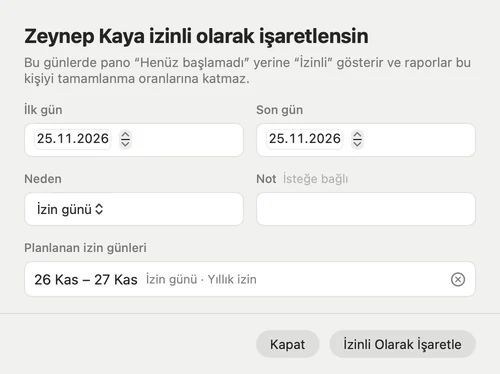 Zeynep Kaya izinli olarak işaretlensin
Bu günlerde pano “Henüz başlamadı” yerine “İzinli” gösterir ve raporlar bu
kişiyi tamamlanma oranlarına katmaz.
İlk gün
Son gün
25.11.2026
25.11.2026
Neden
Not İsteğe bağlı
İzin günü
Planlanan izin günleri
26 Kas – 27 Kas İzin günü · Yıllık izin
Kapat
İzinli Olarak İşaretle